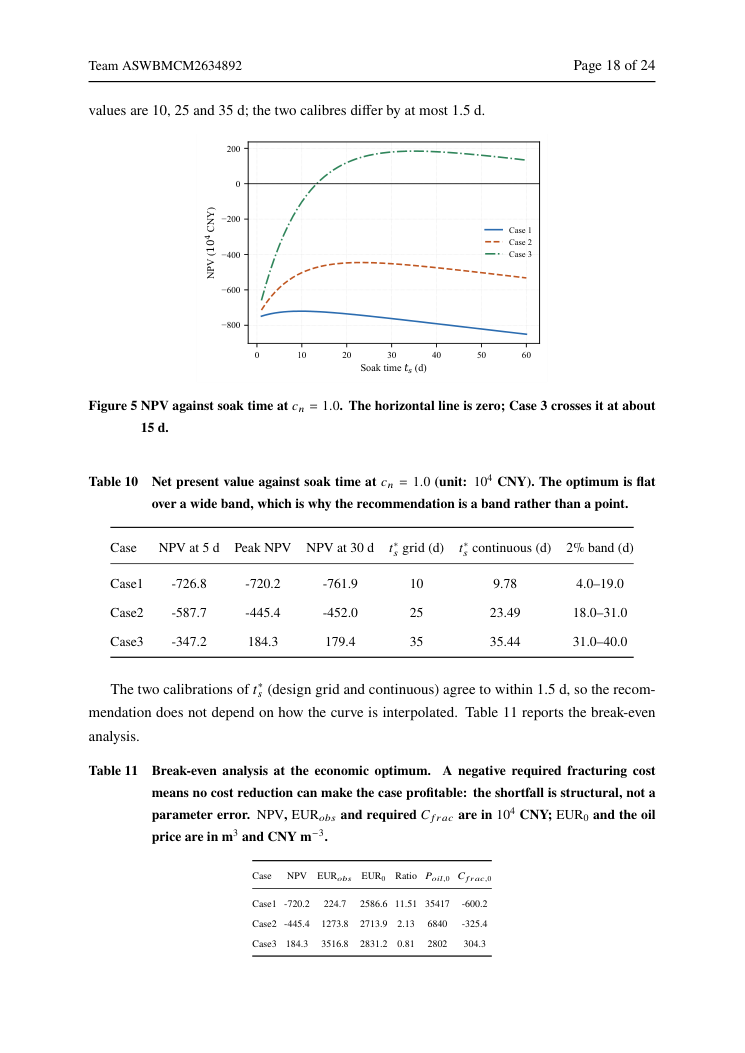 Team ASWBMCM2634892 Page 18 of 24
values are 10, 25 and 35 d; the two calibres differ by at most 1.5 d.
200
0
−200
−400
−600
−800
NPV (10⁴ CNY)
Case 1
Case 2
Case 3
0 10 20 30 40 50 60
Soak time tₛ (d)
Figure 5 NPV against soak time at cₙ = 1.0. The horizontal line is zero; Case 3 crosses it at about
15 d.
Table 10 Net present value against soak time at cₙ = 1.0 (unit: 10⁴ CNY). The optimum is flat
over a wide band, which is why the recommendation is a band rather than a point.
Case NPV at 5 d Peak NPV NPV at 30 d tₛ* grid (d) tₛ* continuous (d) 2% band (d)
Case1 -726.8 -720.2 -761.9 10 9.78 4.0–19.0
Case2 -587.7 -445.4 -452.0 25 23.49 18.0–31.0
Case3 -347.2 184.3 179.4 35 35.44 31.0–40.0
The two calibrations of tₛ* (design grid and continuous) agree to within 1.5 d, so the recom-
mendation does not depend on how the curve is interpolated. Table 11 reports the break-even
analysis.
Table 11 Break-even analysis at the economic optimum. A negative required fracturing cost
means no cost reduction can make the case profitable: the shortfall is structural, not a
parameter error. NPV, EUR_obs and required C_frac are in 10⁴ CNY; EUR₀ and the oil
price are in m³ and CNY m⁻³.
Case NPV EUR_obs EUR₀ Ratio P_oil,0 C_frac,0
Case1 -720.2 224.7 2586.6 11.51 35417 -600.2
Case2 -445.4 1273.8 2713.9 2.13 6840 -325.4
Case3 184.3 3516.8 2831.2 0.81 2802 304.3